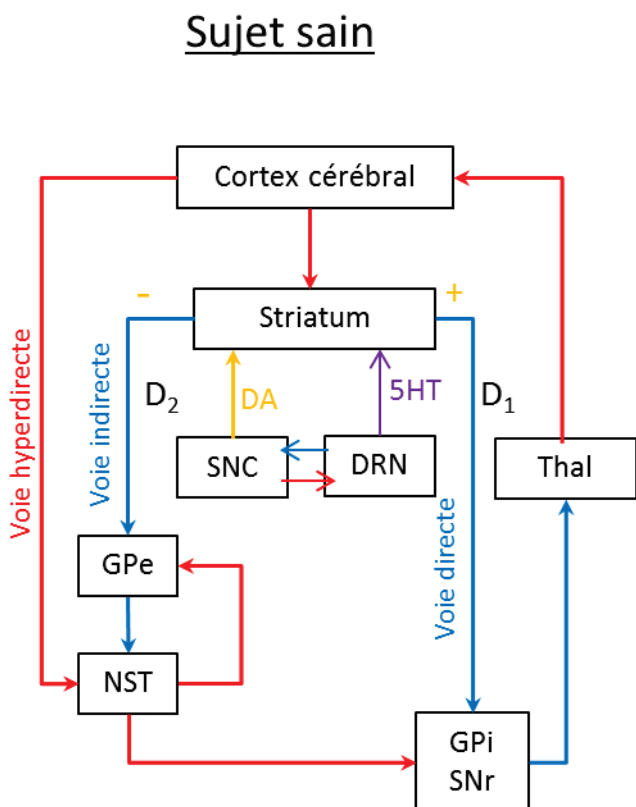 Sujet sain
Cortex cérébral
-
+
Striatum
Voie hyperdirecte
Voie indirecte
D₂
DA
5HT
D₁
SNC
DRN
Thal
Voie directe
GPe
NST
GPi
SNr